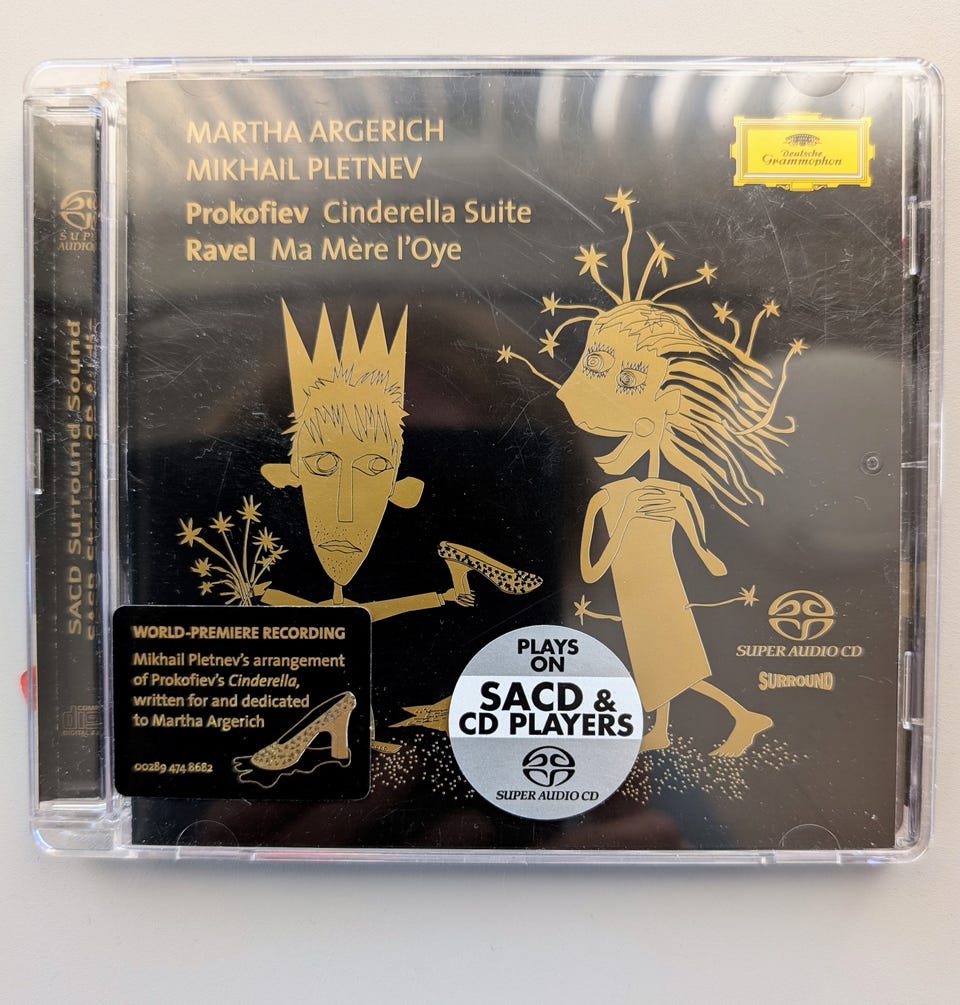 MARTHA ARGERICH
MIKHAIL PLETNEV
Prokofiev Cinderella Suite
Ravel Ma Mère l'Oye
Deutsche
Grammophon
SUPER AUDIO CD
SURROUND
WORLD-PREMIERE RECORDING
Mikhail Pletnev's arrangement
of Prokofiev's Cinderella,
written for and dedicated
to Martha Argerich
00289 474 8682
PLAYS
ON
SACD &
CD PLAYERS
SUPER AUDIO CD
SUP
AUDIO
SACD Surround Sound